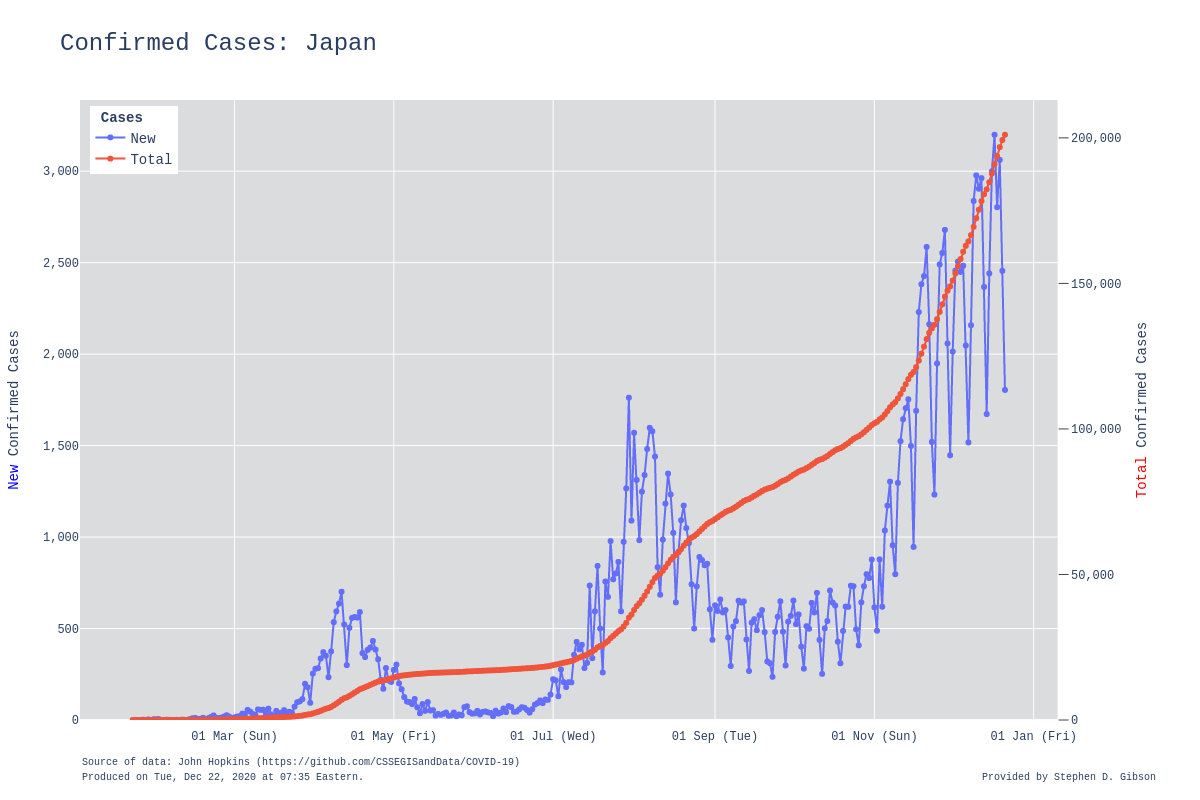 Confirmed Cases: Japan
Cases
New
Total
3,000
2,500
2,000
1,500
1,000
500
0
200,000
150,000
100,000
50,000
0
New Confirmed Cases
Total Confirmed Cases
01 Mar (Sun)
01 May (Fri)
01 Jul (Wed)
01 Sep (Tue)
01 Nov (Sun)
01 Jan (Fri)
Source of data: John Hopkins (https://github.com/CSSEGISandData/COVID-19)
Produced on Tue, Dec 22, 2020 at 07:35 Eastern.
Provided by Stephen D. Gibson